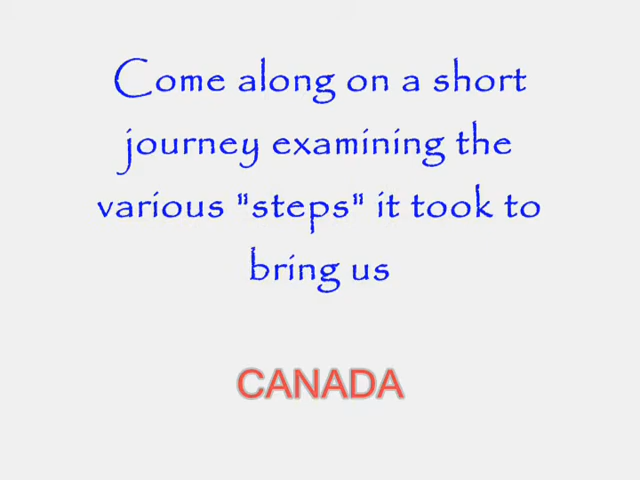 Come along on a short
journey examining the
various "steps" it took to
bring us
CANADA